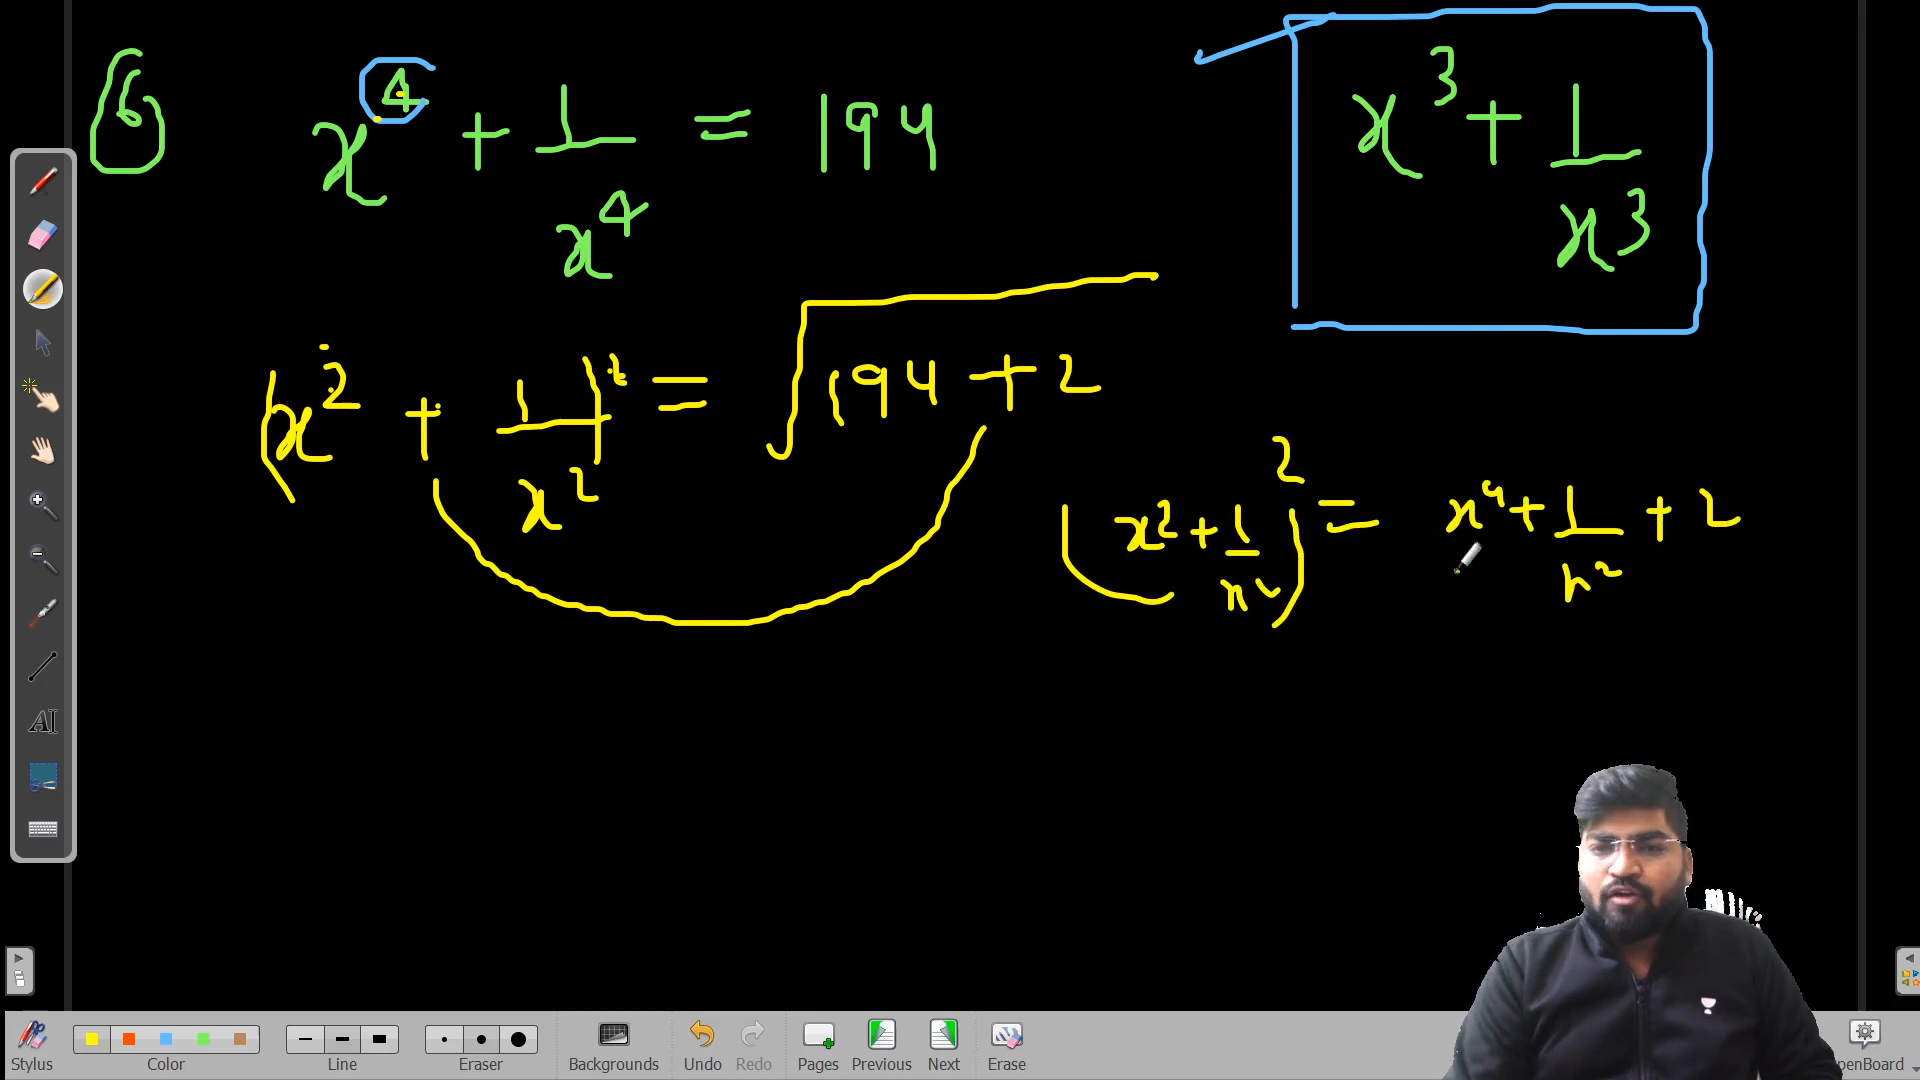 6 x⁴ + 1/x⁴ = 194
x³ + 1/x³
(x² + 1/x²)² = √194 + 2
(x² + 1/x²)² = x⁴ + 1/x² + 2
Stylus Color Line Eraser Backgrounds Undo Redo Pages Previous Next Erase penBoard